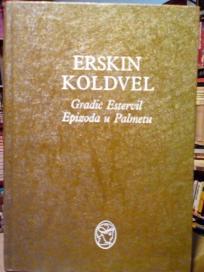 ERSKIN
KOLDVEL
Gradić Estervil
Epizoda u Palmetu